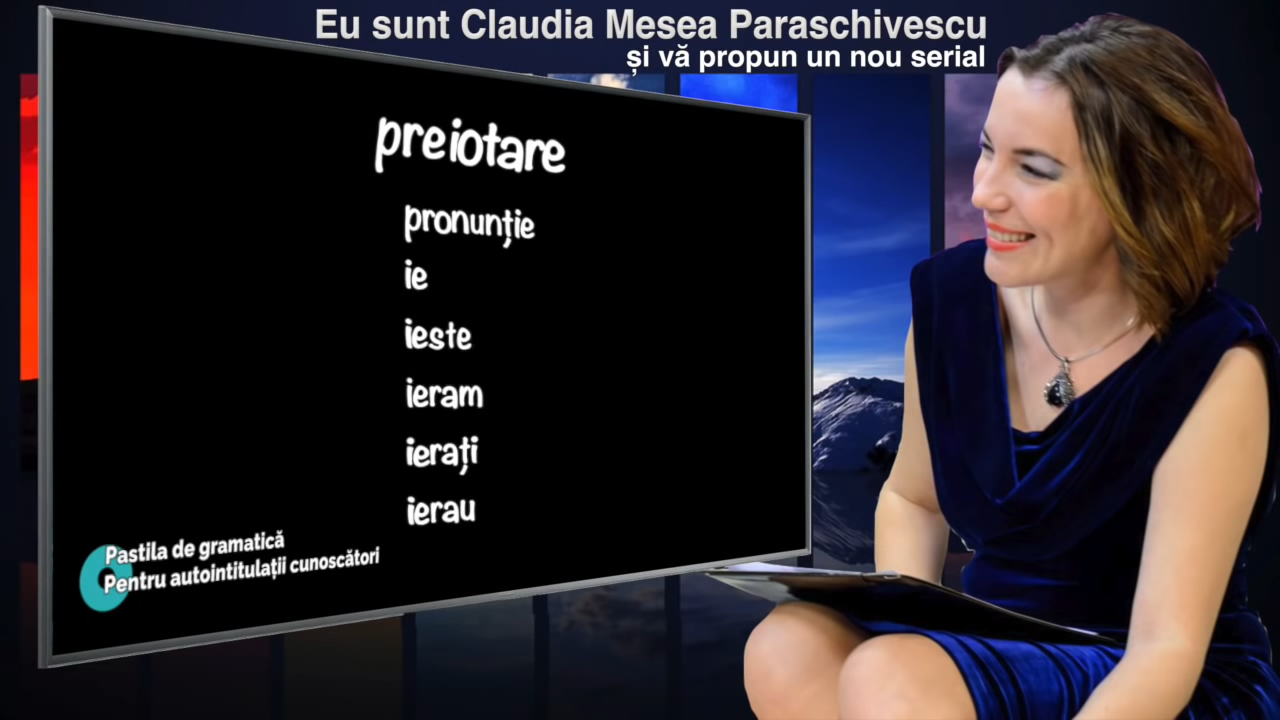 Eu sunt Claudia Mesea Paraschivescu
și vă propun un nou serial
preiotare
pronunție
ie
ieste
ieram
ierați
ierau
Pastila de gramatică
Pentru autointitulații cunoscători